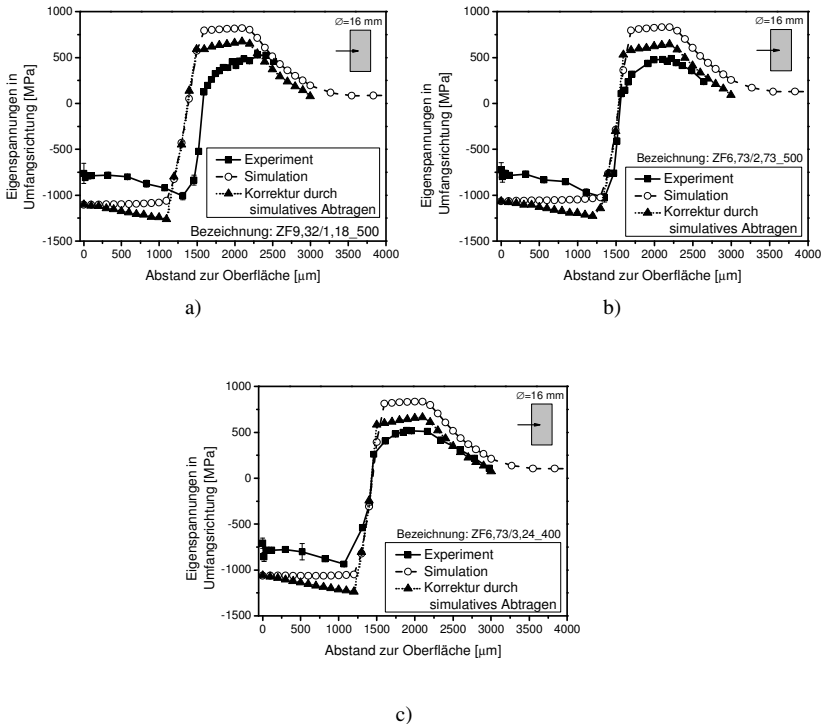 Ø=16 mm
1000
500
0
-500
-1000
-1500
Eigenspannungen in
Umfangsrichtung [MPa]
Experiment
Simulation
Korrektur durch
simulatives Abtragen
Bezeichnung: ZF9,32/1,18_500
0 500 1000 1500 2000 2500 3000 3500 4000
Abstand zur Oberfläche [µm]
a)
Ø=16 mm
1000
500
0
-500
-1000
-1500
Eigenspannungen in
Umfangsrichtung [MPa]
Bezeichnung: ZF6,73/2,73_500
Experiment
Simulation
Korrektur durch
simulatives Abtragen
0 500 1000 1500 2000 2500 3000 3500 4000
Abstand zur Oberfläche [µm]
b)
Ø=16 mm
1000
500
0
-500
-1000
-1500
Eigenspannungen in
Umfangsrichtung [MPa]
Bezeichnung: ZF6,73/3,24_400
Experiment
Simulation
Korrektur durch
simulatives Abtragen
0 500 1000 1500 2000 2500 3000 3500 4000
Abstand zur Oberfläche [µm]
c)